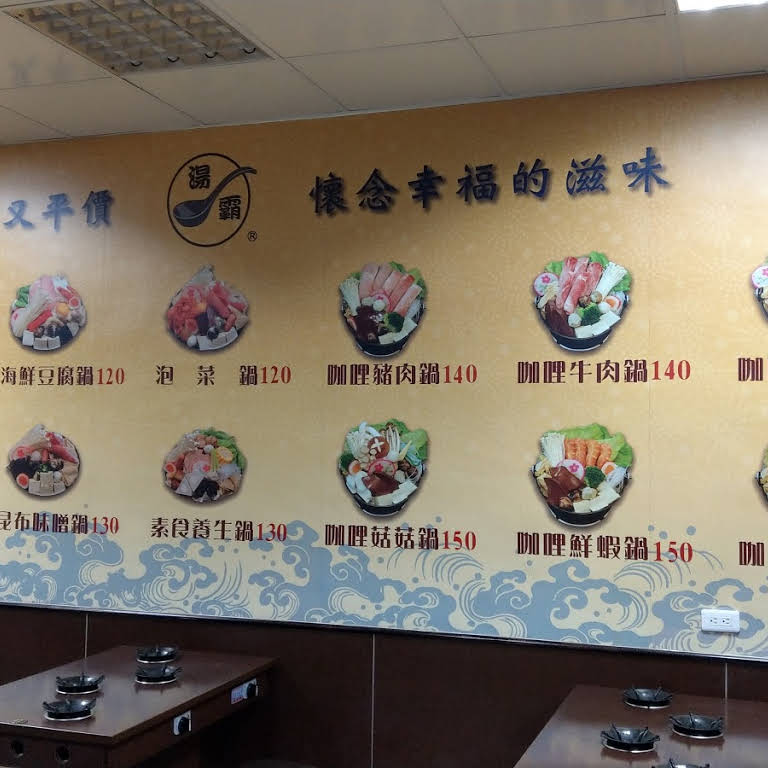 又平價
湯霸®
懷念幸福的滋味
海鮮豆腐鍋120
泡菜鍋120
咖哩豬肉鍋140
咖哩牛肉鍋140
咖
昆布味噌鍋130
素食養生鍋130
咖哩菇菇鍋150
咖哩鮮蝦鍋150
咖